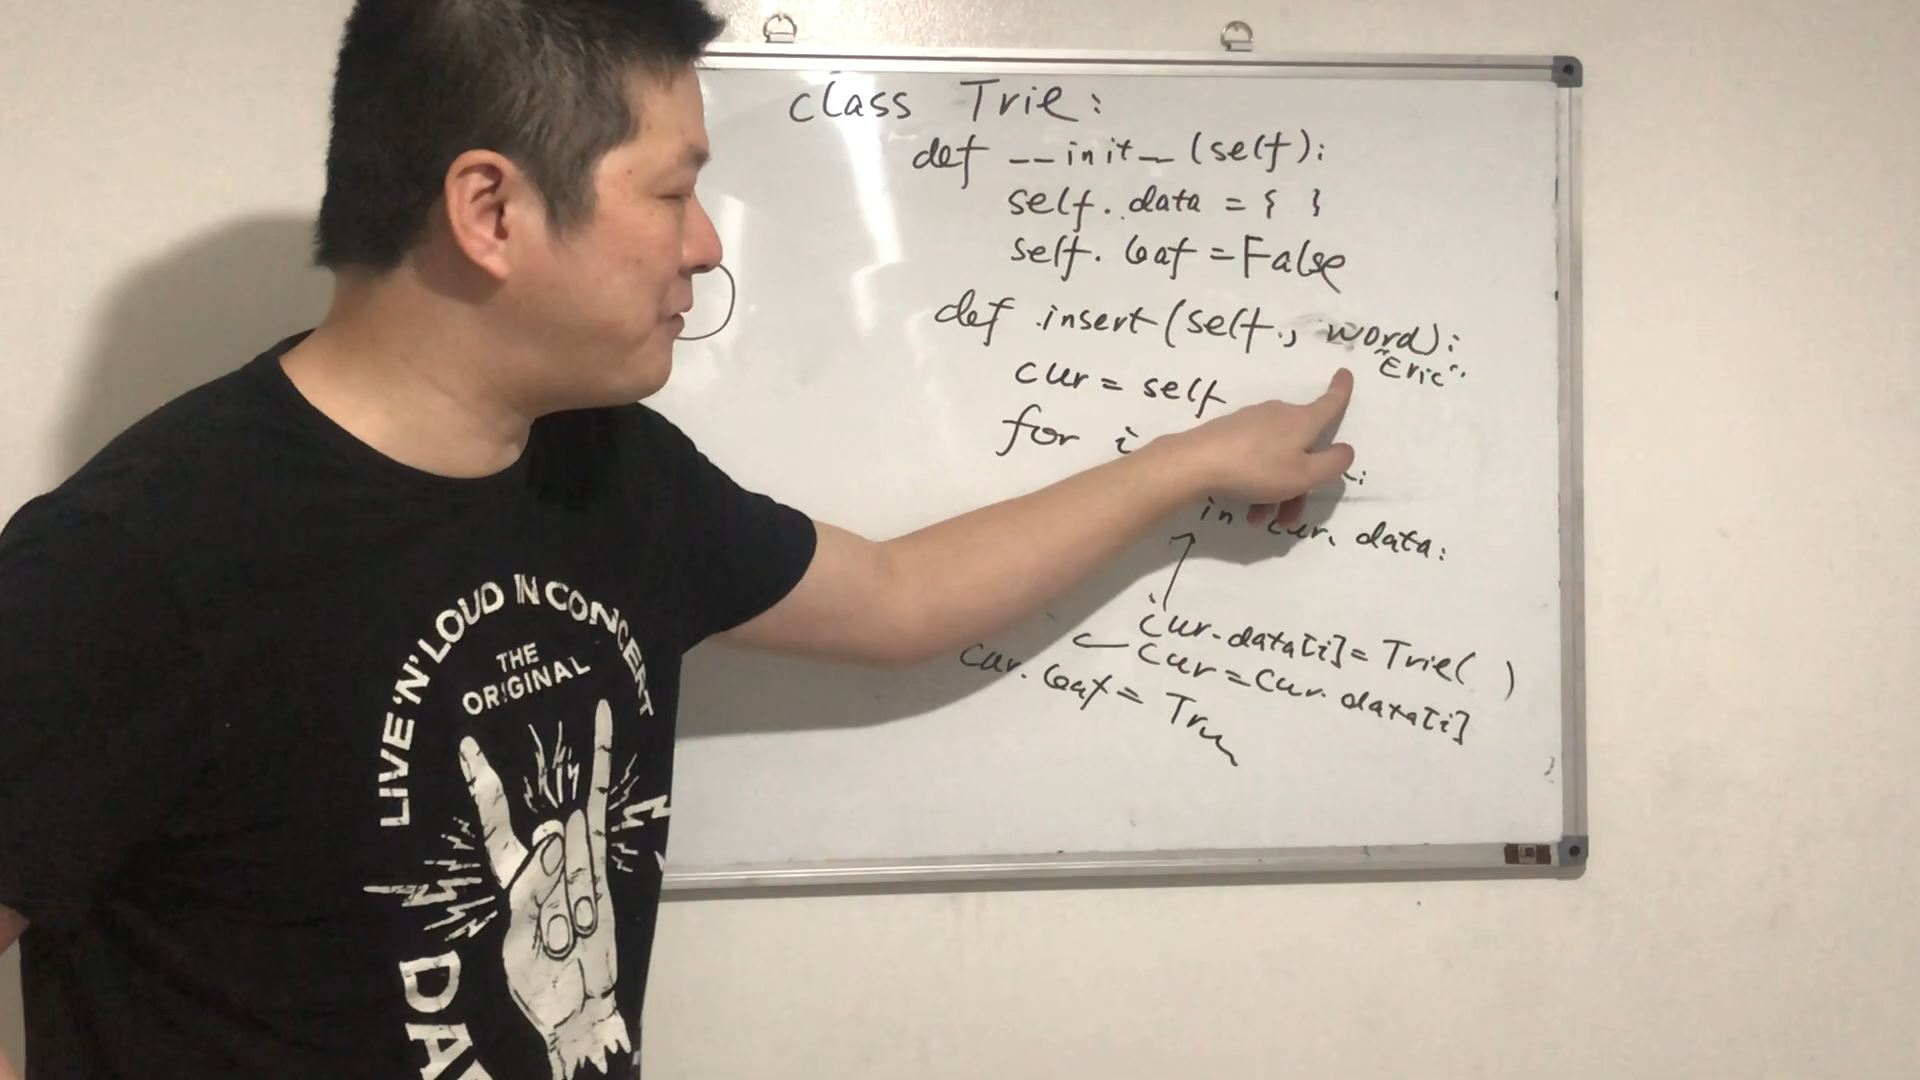 class Trie:
def __init__(self):
self.data = { }
self.leaf = False
def insert(self, word):
"Eric"
cur = self
for i
in cur.data:
cur.data[i] = Trie( )
cur = cur.data[i]
cur.leaf = True
LIVE 'N' LOUD IN CONCERT
THE
ORIGINAL